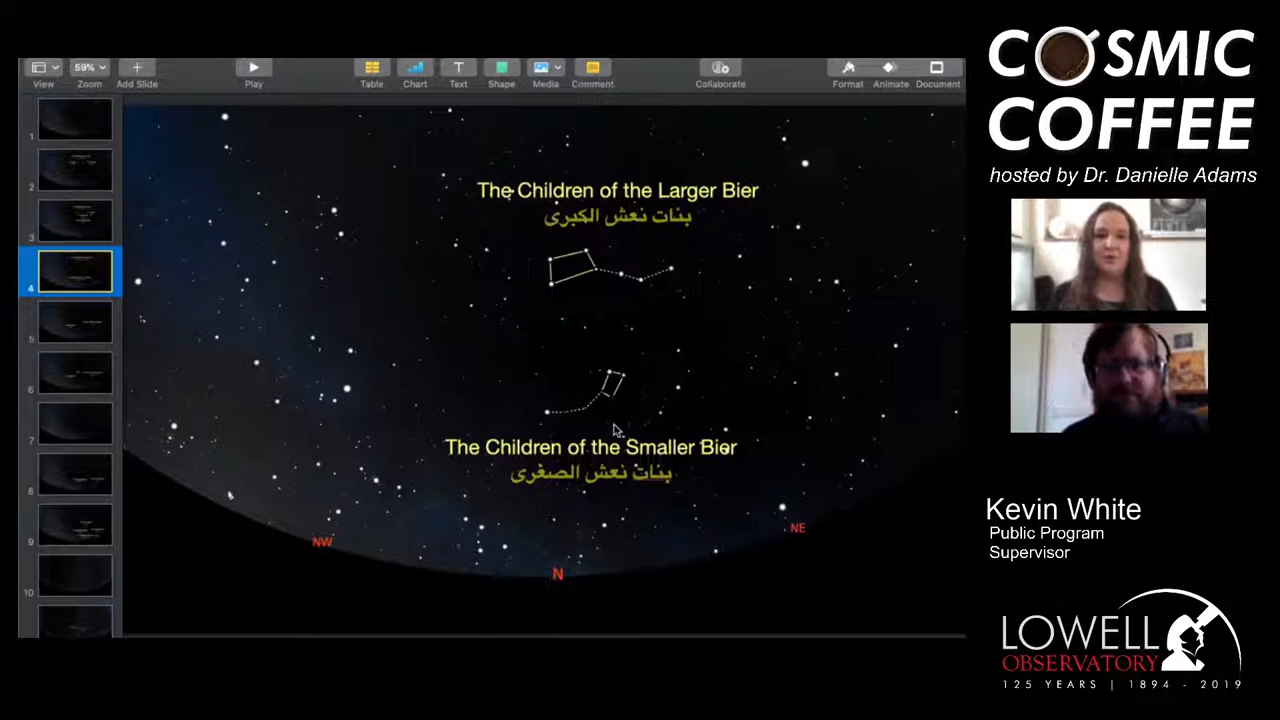 View
59%
Zoom
Add Slide
Play
Table
Chart
Text
Shape
Media
Comment
Collaborate
Format
Animate
Document
1
2
3
4
5
6
7
8
9
10
The Children of the Larger Bier
بنات نعش الكبرى
The Children of the Smaller Bier
بنات نعش الصغرى
NW
N
NE
COSMIC
COFFEE
hosted by Dr. Danielle Adams
Kevin White
Public Program
Supervisor
LOWELL
OBSERVATORY
125 YEARS | 1894 - 2019